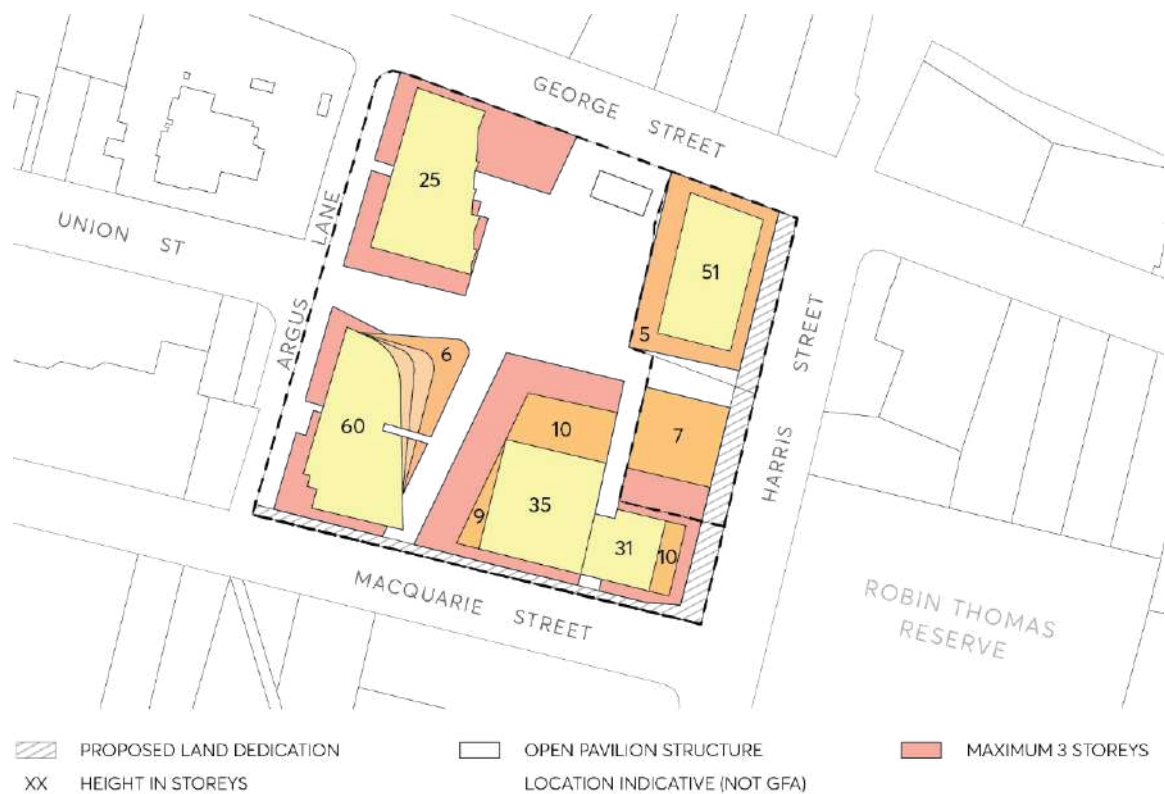 GEORGE STREET
25
LANE
UNION ST
51
HARRIS STREET
5
ARGUS
6
60
10
7
35
9
31
10
MACQUARIE STREET
ROBIN THOMAS
RESERVE
PROPOSED LAND DEDICATION
OPEN PAVILION STRUCTURE
MAXIMUM 3 STOREYS
XX HEIGHT IN STOREYS
LOCATION INDICATIVE (NOT GFA)